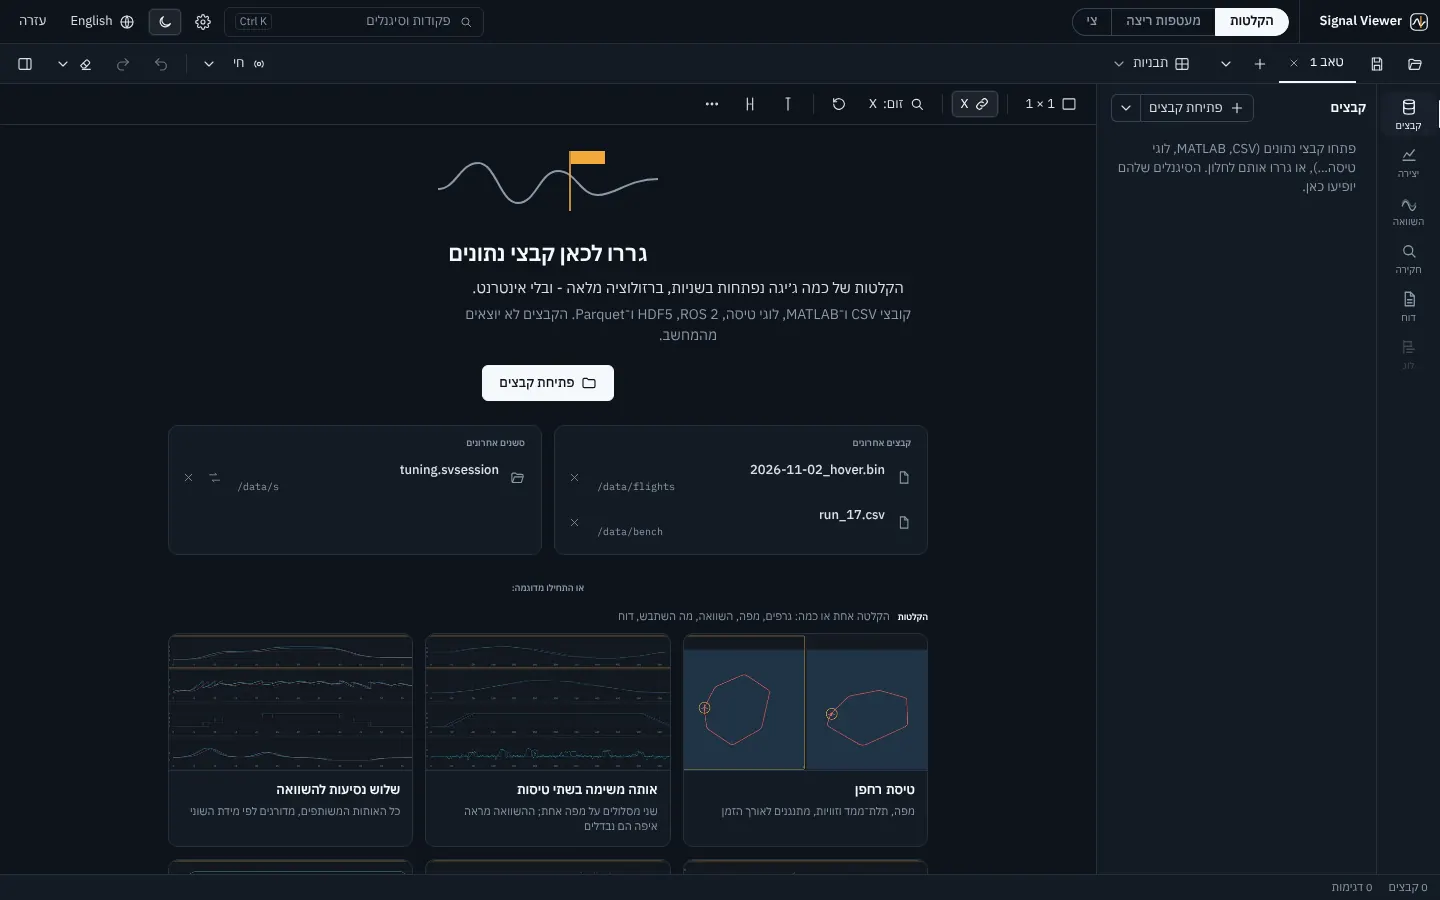 Signal Viewer
הקלטות
מעטפות ריצה
צי
פקודות וסיגנלים
Ctrl K
English
עזרה
טאב 1
תבניות
חי
קבצים
פתיחת קבצים
פתחו קבצי נתונים (MATLAB ,CSV, לוגי
טיסה...), או גררו אותם לחלון. הסיגנלים שלהם
יופיעו כאן.
קבצים
יצירה
השוואה
חקירה
דוח
1 × 1
X
זום: X
גררו לכאן קבצי נתונים
הקלטות של כמה ג׳יגה נפתחות בשניות, ברזולוציה מלאה - ובלי אינטרנט.
קובצי CSV ו־MATLAB, לוגי טיסה, HDF5 ,ROS 2 ו־Parquet. הקבצים לא יוצאים
מהמחשב.
פתיחת קבצים
קבצים אחרונים
2026-11-02_hover.bin
/data/flights
run_17.csv
/data/bench
סשנים אחרונים
tuning.svsession
/data/s
או התחילו מדוגמה:
הקלטות הקלטה אחת או כמה: גרפים, מפה, השוואה, מה השתבש, דוח
טיסת רחפן
מפה, תלת־ממד וזוויות, מתנגנים לאורך הזמן
אותה משימה בשתי טיסות
שני מסלולים על מפה אחת; ההשוואה מראה
איפה הם נבדלים
שלוש נסיעות להשוואה
כל האותות המשותפים, מדורגים לפי מידת השוני
0 קבצים
0 דגימות